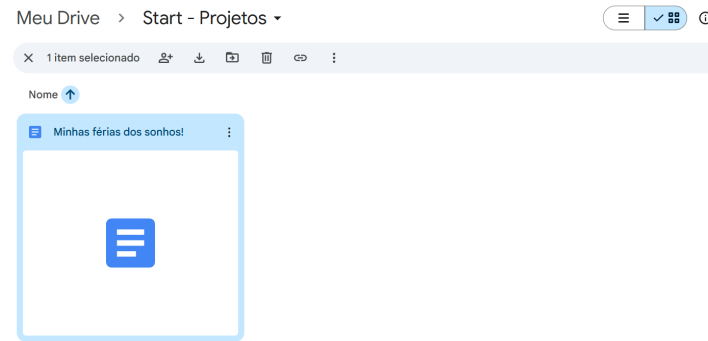 Meu Drive > Start - Projetos
1 item selecionado
Nome
Minhas férias dos sonhos!